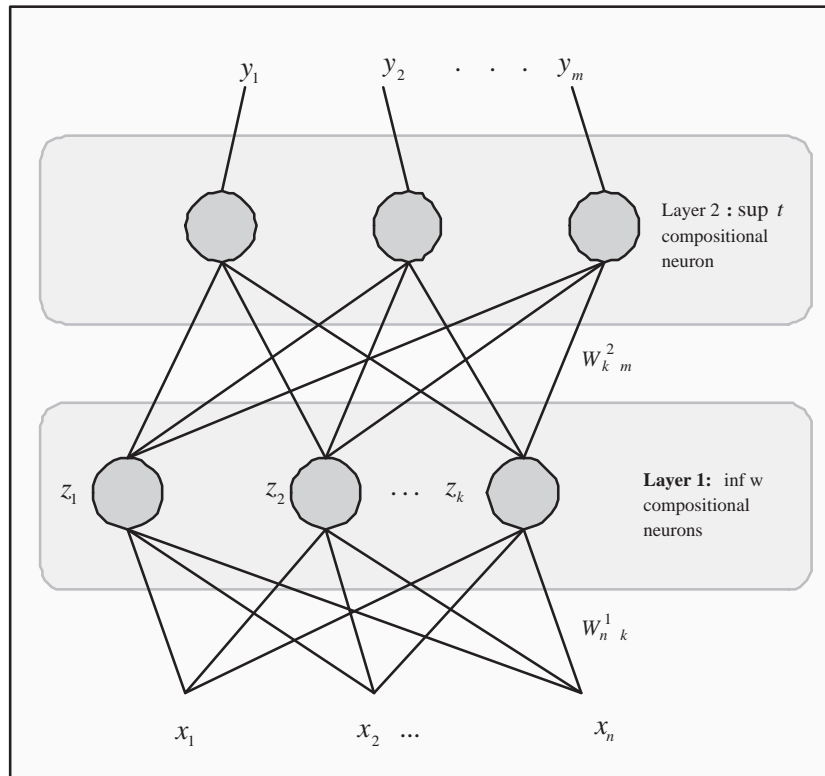 y1 y2 . . . ym
Layer 2 : sup t
compositional
neuron
W²k m
z1 z2 ... zk
Layer 1: inf w
compositional
neurons
W¹n k
x1 x2 ... xn